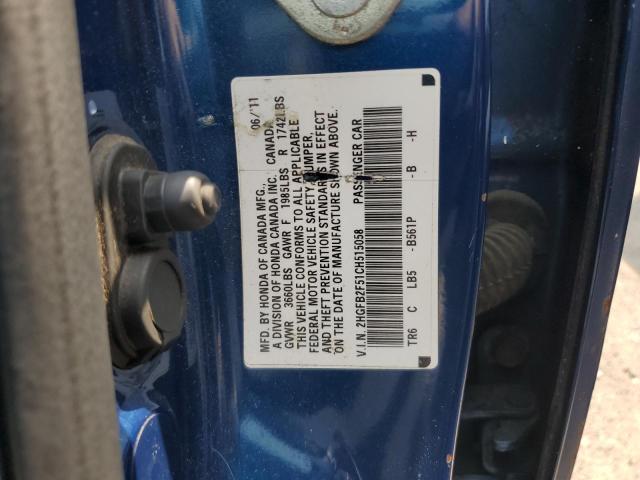 MFD. BY HONDA OF CANADA MFG., 06/'11
A DIVISION OF HONDA CANADA INC. CANADA
GVWR 3660LBS GAWR F 1985LBS R 1742LBS
THIS VEHICLE CONFORMS TO ALL APPLICABLE
FEDERAL MOTOR VEHICLE SAFETY, BUMPER,
AND THEFT PREVENTION STANDARDS IN EFFECT
ON THE DATE OF MANUFACTURE SHOWN ABOVE.
V.I.N. 2HGFB2F51CH515058 PASSENGER CAR
TR6 C LB5 -B561P -B -H